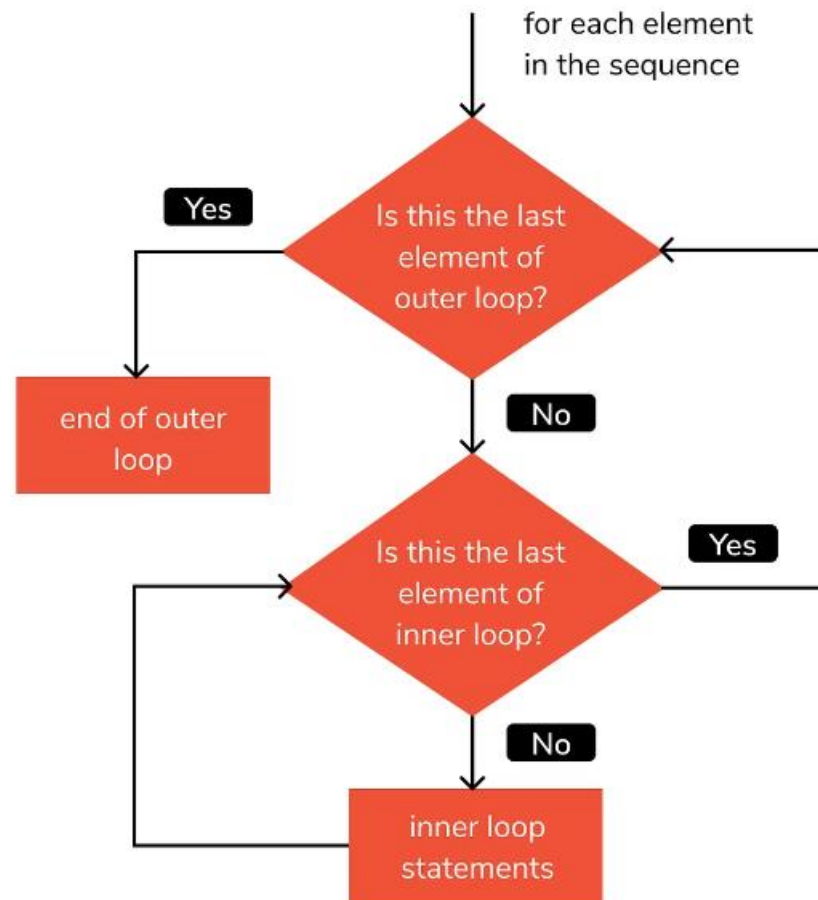 for each element
in the sequence
Yes
Is this the last
element of
outer loop?
end of outer
loop
No
Is this the last
element of
inner loop?
Yes
No
inner loop
statements